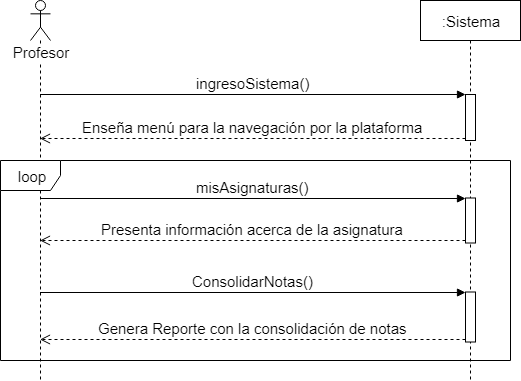 Profesor
:Sistema
ingresoSistema()
Enseña menú para la navegación por la plataforma
loop
misAsignaturas()
Presenta información acerca de la asignatura
ConsolidarNotas()
Genera Reporte con la consolidación de notas